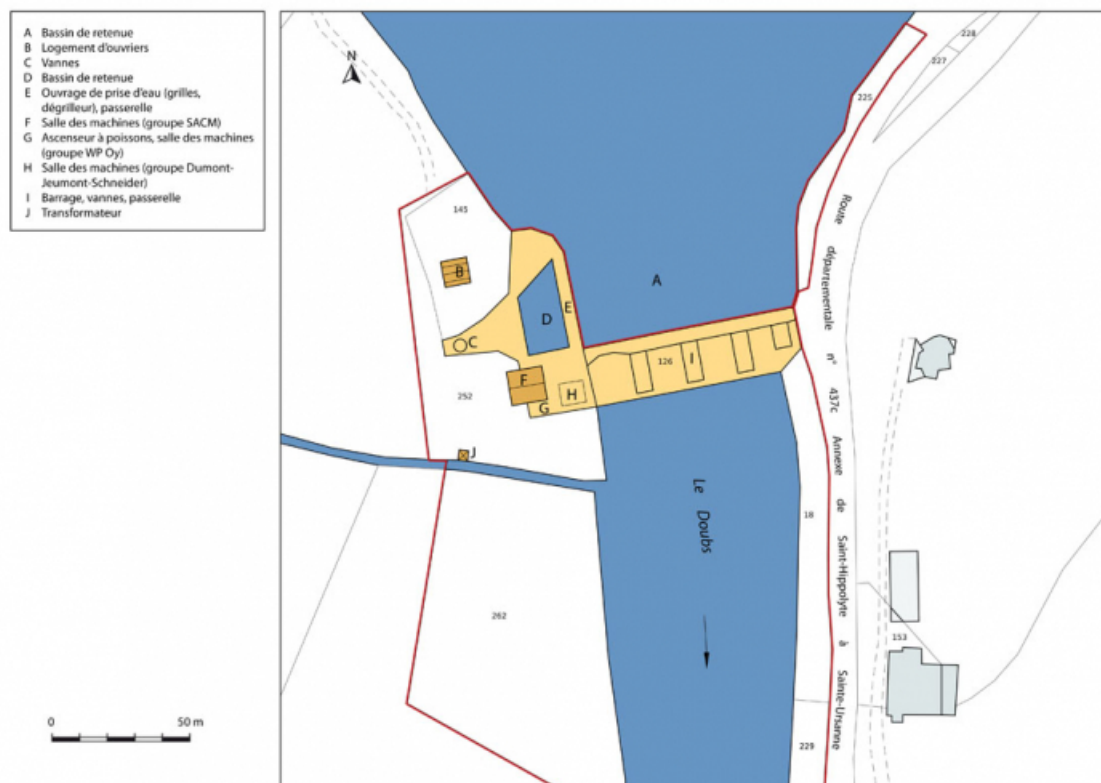 A Bassin de retenue
B Logement d'ouvriers
C Vannes
D Bassin de retenue
E Ouvrage de prise d'eau (grilles,
dégrilleur), passerelle
F Salle des machines (groupe SACM)
G Ascenseur à poissons, salle des machines
(groupe WP Oy)
H Salle des machines (groupe Dumont-
Jeumont-Schneider)
I Barrage, vannes, passerelle
J Transformateur
N
228
227
225
145
B
A
E
D
C
126
I
F
H
G
252
J
Route départementale n° 437c Annexe de Saint-Hippolyte à Sainte-Ursanne
Le Doubs
18
262
153
229
0 50 m